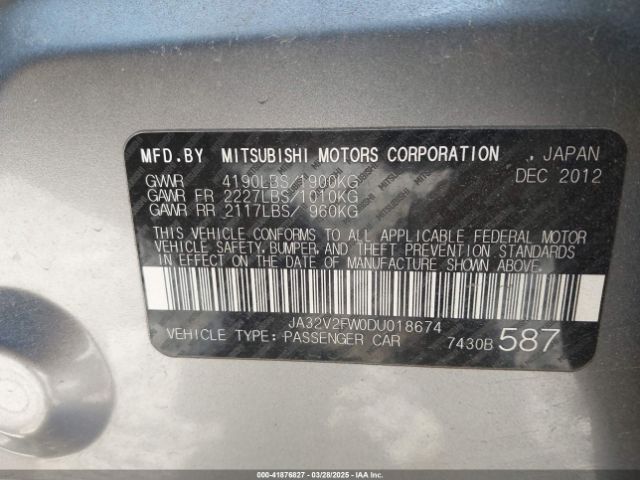 MFD.BY MITSUBISHI MOTORS CORPORATION , JAPAN
GVWR 4190LBS/1900KG DEC 2012
GAWR FR 2227LBS/1010KG
GAWR RR 2117LBS/ 960KG
THIS VEHICLE CONFORMS TO ALL APPLICABLE FEDERAL MOTOR
VEHICLE SAFETY, BUMPER, AND THEFT PREVENTION STANDARDS
IN EFFECT ON THE DATE OF MANUFACTURE SHOWN ABOVE.
JA32V2FW0DU018674
VEHICLE TYPE: PASSENGER CAR 7430B 587
000-41876827 - 03/28/2025 - IAAI.CA